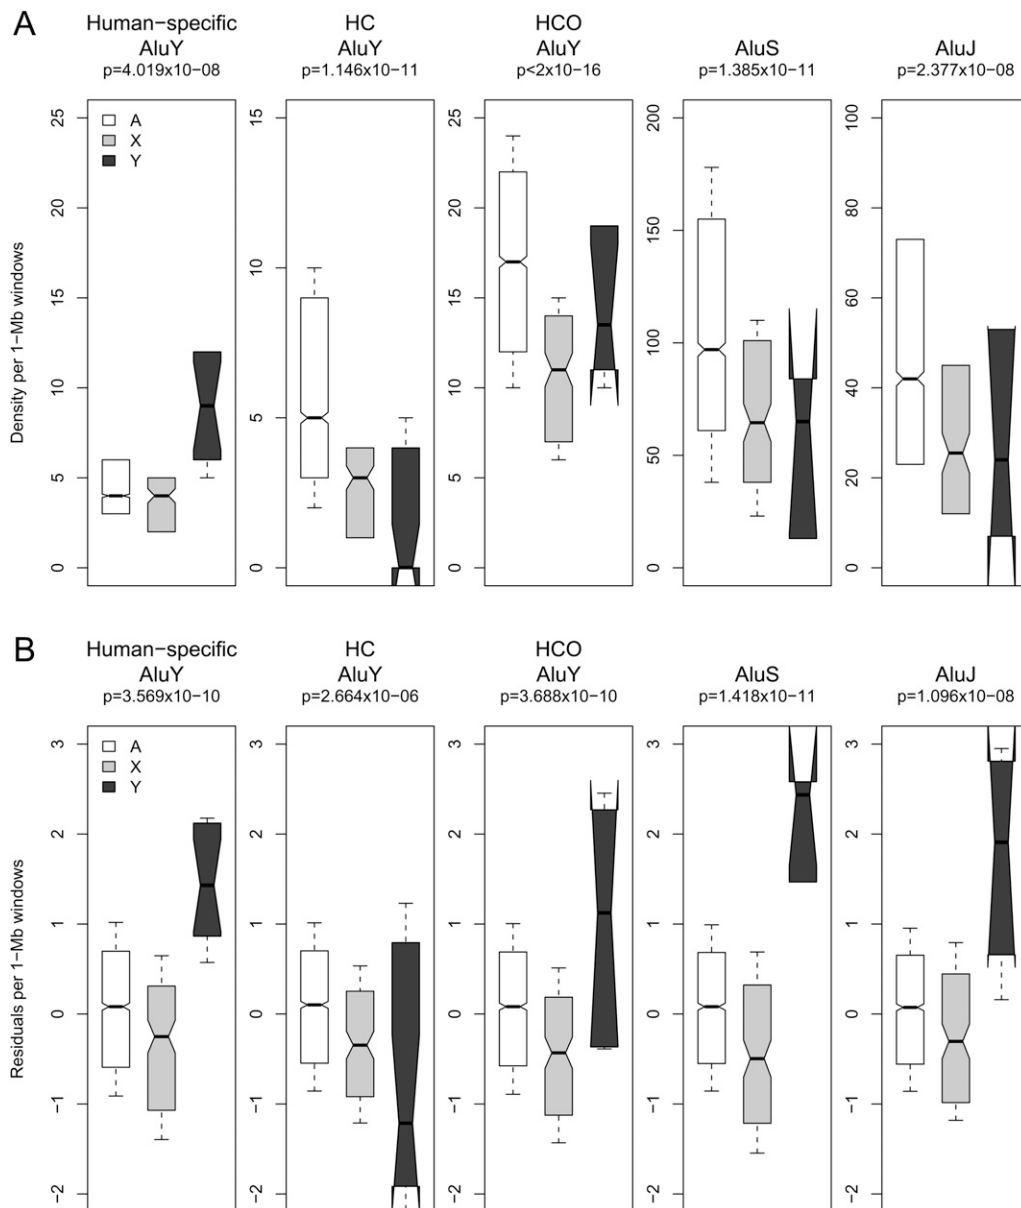 A
Human−specific
AluY
p=4.019x10−08
HC
AluY
p=1.146x10−11
HCO
AluY
p<2x10−16
AluS
p=1.385x10−11
AluJ
p=2.377x10−08
Density per 1−Mb windows
0 5 10 15 20 25
A
X
Y
0 5 10 15
0 5 10 15 20 25
0 50 100 150 200
0 20 40 60 80 100
B
Human−specific
AluY
p=3.569x10−10
HC
AluY
p=2.664x10−06
HCO
AluY
p=3.688x10−10
AluS
p=1.418x10−11
AluJ
p=1.096x10−08
Residuals per 1−Mb windows
−2 −1 0 1 2 3
A
X
Y
−2 −1 0 1 2 3
−2 −1 0 1 2 3
−2 −1 0 1 2 3
−2 −1 0 1 2 3